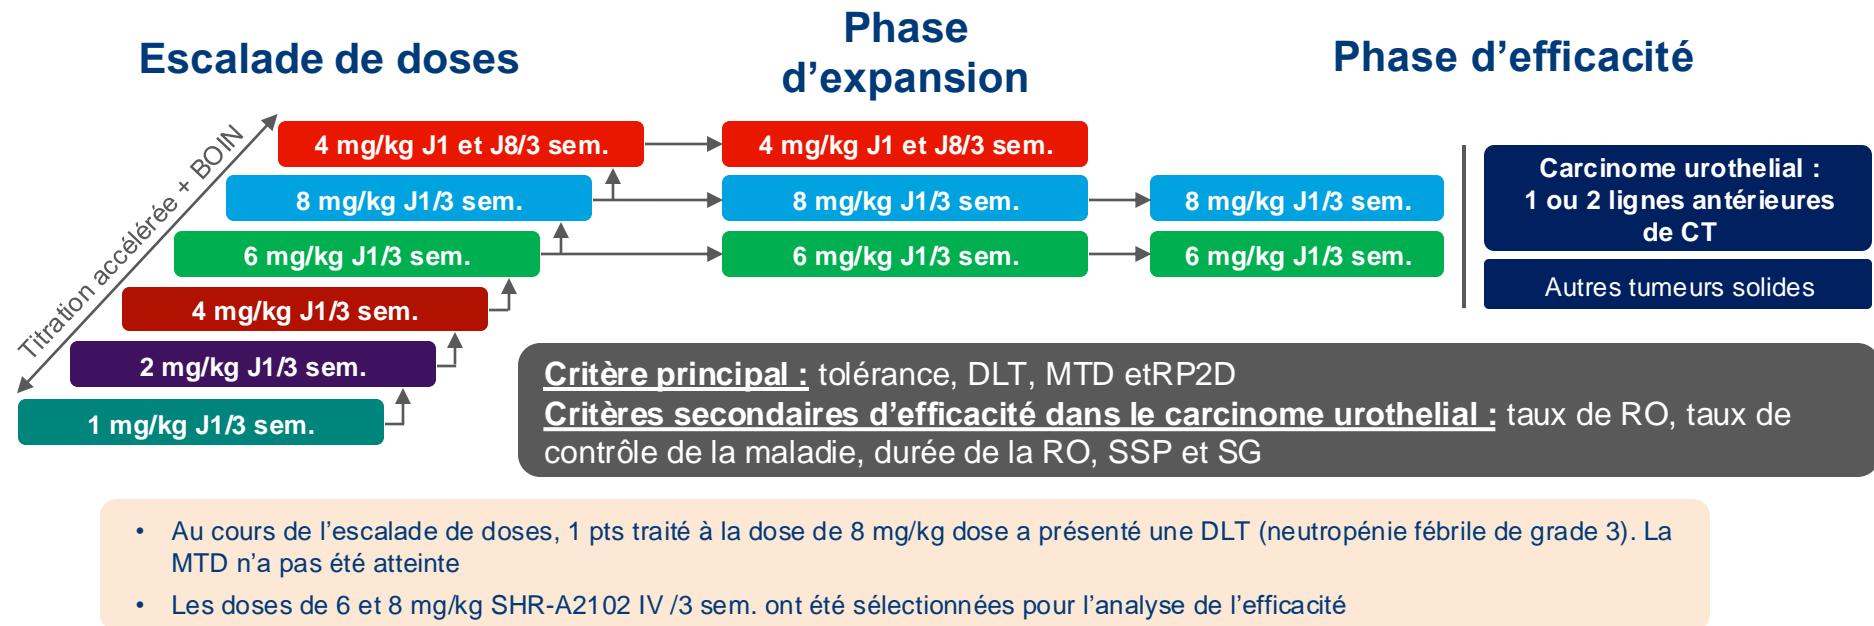 Escalade de doses
Phase
d’expansion
Phase d’efficacité
Titration accélérée + BOIN
4 mg/kg J1 et J8/3 sem.
8 mg/kg J1/3 sem.
6 mg/kg J1/3 sem.
4 mg/kg J1/3 sem.
2 mg/kg J1/3 sem.
1 mg/kg J1/3 sem.
4 mg/kg J1 et J8/3 sem.
8 mg/kg J1/3 sem.
6 mg/kg J1/3 sem.
8 mg/kg J1/3 sem.
6 mg/kg J1/3 sem.
Carcinome urothelial :
1 ou 2 lignes antérieures
de CT
Autres tumeurs solides
Critère principal : tolérance, DLT, MTD etRP2D
Critères secondaires d’efficacité dans le carcinome urothelial : taux de RO, taux de
contrôle de la maladie, durée de la RO, SSP et SG
• Au cours de l’escalade de doses, 1 pts traité à la dose de 8 mg/kg dose a présenté une DLT (neutropénie fébrile de grade 3). La
MTD n’a pas été atteinte
• Les doses de 6 et 8 mg/kg SHR-A2102 IV /3 sem. ont été sélectionnées pour l’analyse de l’efficacité